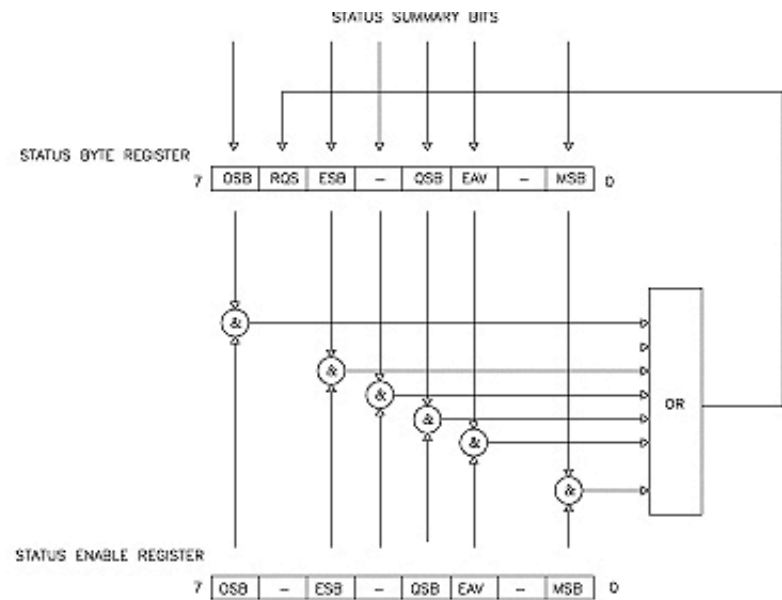 STATUS SUMMARY BITS
STATUS BYTE REGISTER
7 OSB RQS ESB - QSB EAV - MSB 0
&
&
&
&
&
&
OR
STATUS ENABLE REGISTER
7 OSB - ESB - QSB EAV - MSB 0